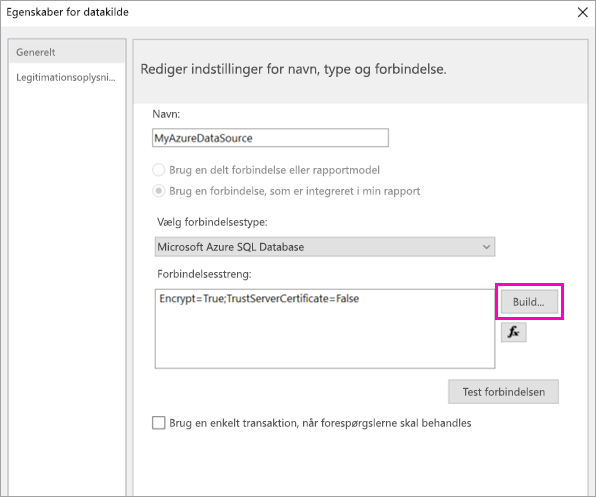 Egenskaber for datakilde
Generelt
Legitimationsoplysni...
Rediger indstillinger for navn, type og forbindelse.
Navn:
MyAzureDataSource
Brug en delt forbindelse eller rapportmodel
Brug en forbindelse, som er integreret i min rapport
Vælg forbindelsestype:
Microsoft Azure SQL Database
Forbindelsesstreng:
Encrypt=True;TrustServerCertificate=False
Build...
fx
Test forbindelsen
Brug en enkelt transaktion, når forespørgslerne skal behandles